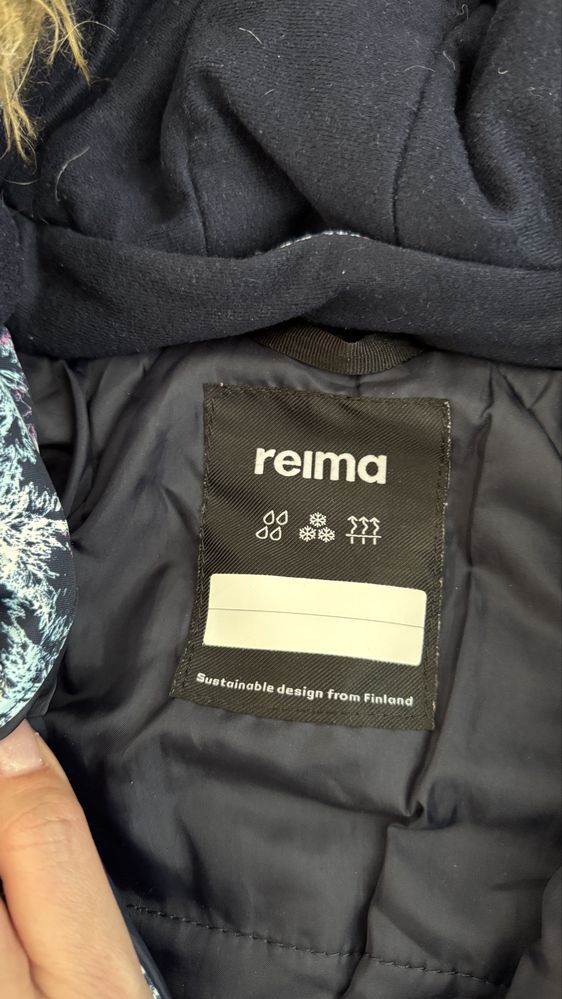 reima
Sustainable design from Finland